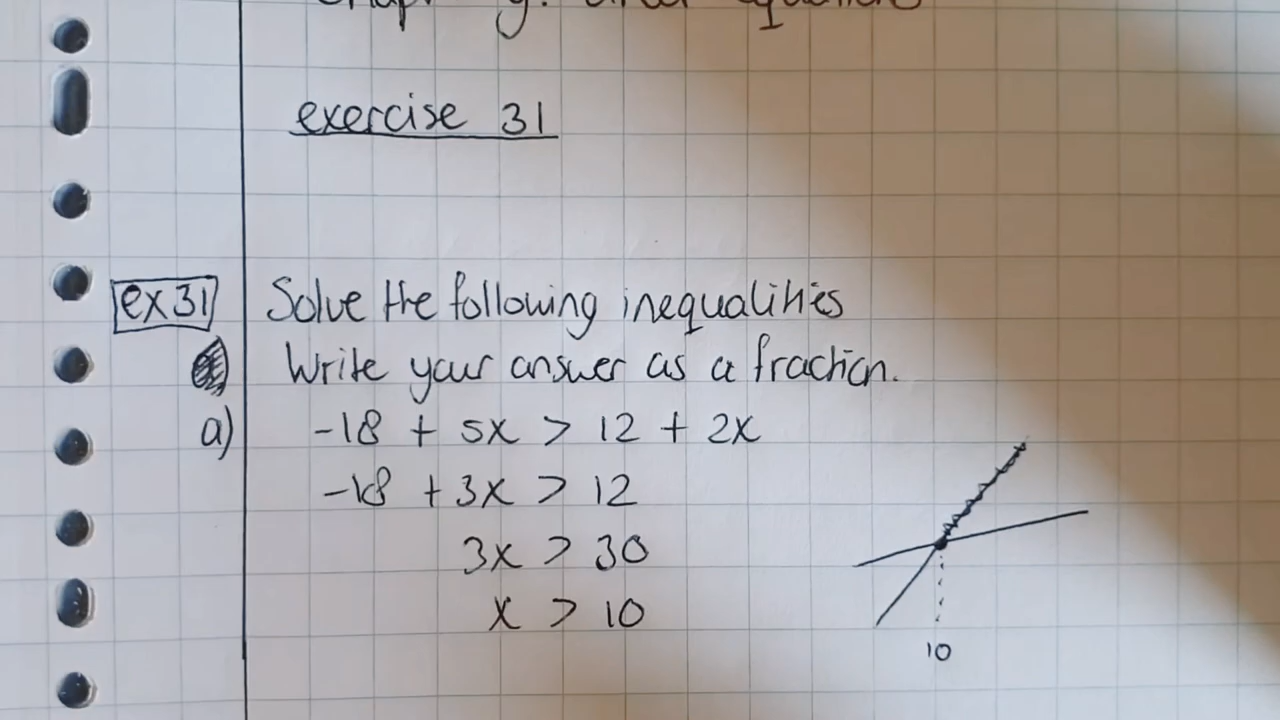 exercise 31
ex 31 Solve the following inequalities
Write your answer as a fraction.
a) -18 + 5x > 12 + 2x
-18 + 3x > 12
3x > 30
x > 10
10